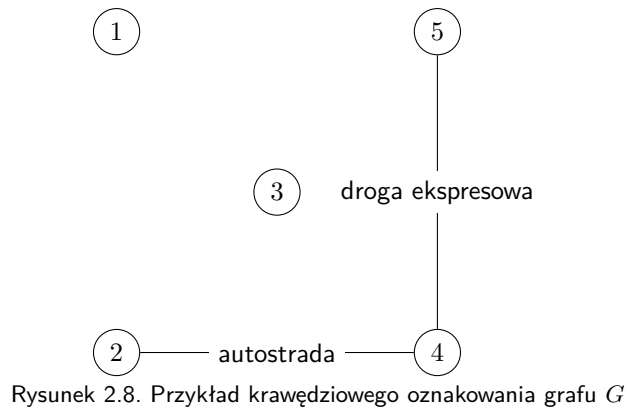 1 5
3 droga ekspresowa
2 autostrada 4
Rysunek 2.8. Przykład krawędziowego oznakowania grafu G